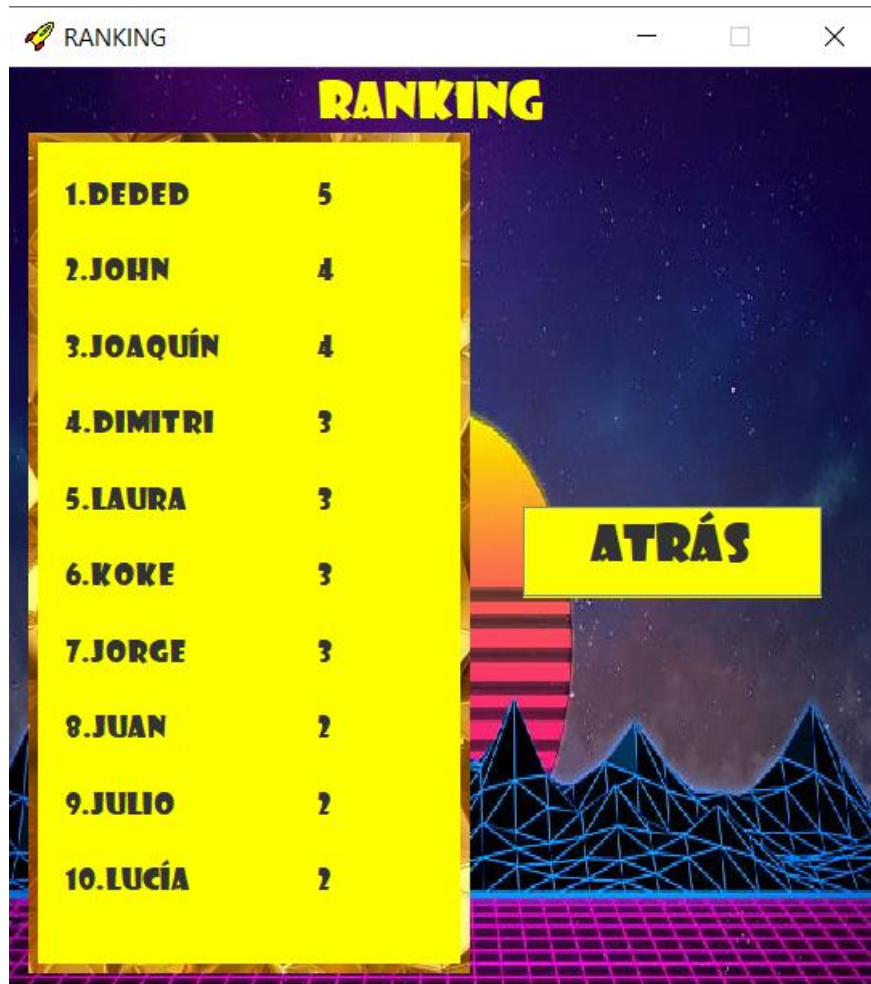 RANKING
RANKING
1.DEDED 5
2.JOHN 4
3.JOAQUÍN 4
4.DIMITRI 3
5.LAURA 3
6.KOKE 3
7.JORGE 3
8.JUAN 2
9.JULIO 2
10.LUCÍA 2
ATRÁS